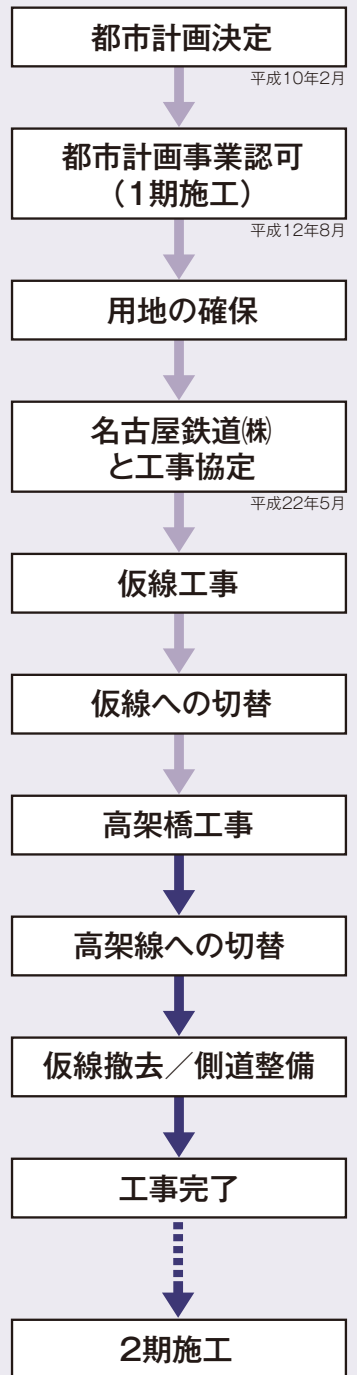 都市計画決定
平成10年2月
都市計画事業認可
（1期施工）
平成12年8月
用地の確保
名古屋鉄道㈱
と工事協定
平成22年5月
仮線工事
仮線への切替
高架橋工事
高架線への切替
仮線撤去／側道整備
工事完了
2期施工